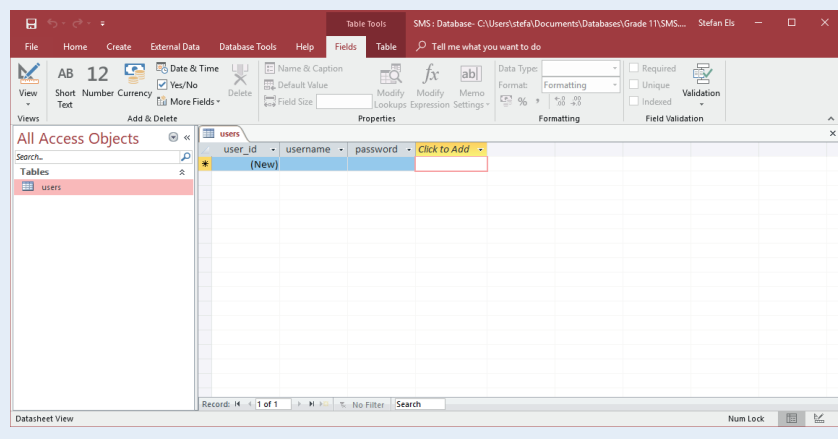 Table Tools SMS : Database- C:\Users\stefa\Documents\Databases\Grade 11\SMS.... Stefan Els
File Home Create External Data Database Tools Help Fields Table Tell me what you want to do
View
AB Short Text
12 Number
Currency
Date & Time
Yes/No
More Fields
Delete
Name & Caption
Default Value
Field Size
Modify Lookups
fx Modify Expression
ab| Memo Settings
Data Type:
Format: Formatting
% ,
Required
Unique
Indexed
Validation
Views Add & Delete Properties Formatting Field Validation
All Access Objects
Search...
Tables
users
users
user_id username password Click to Add
(New)
Record: 1 of 1 No Filter Search
Datasheet View Num Lock